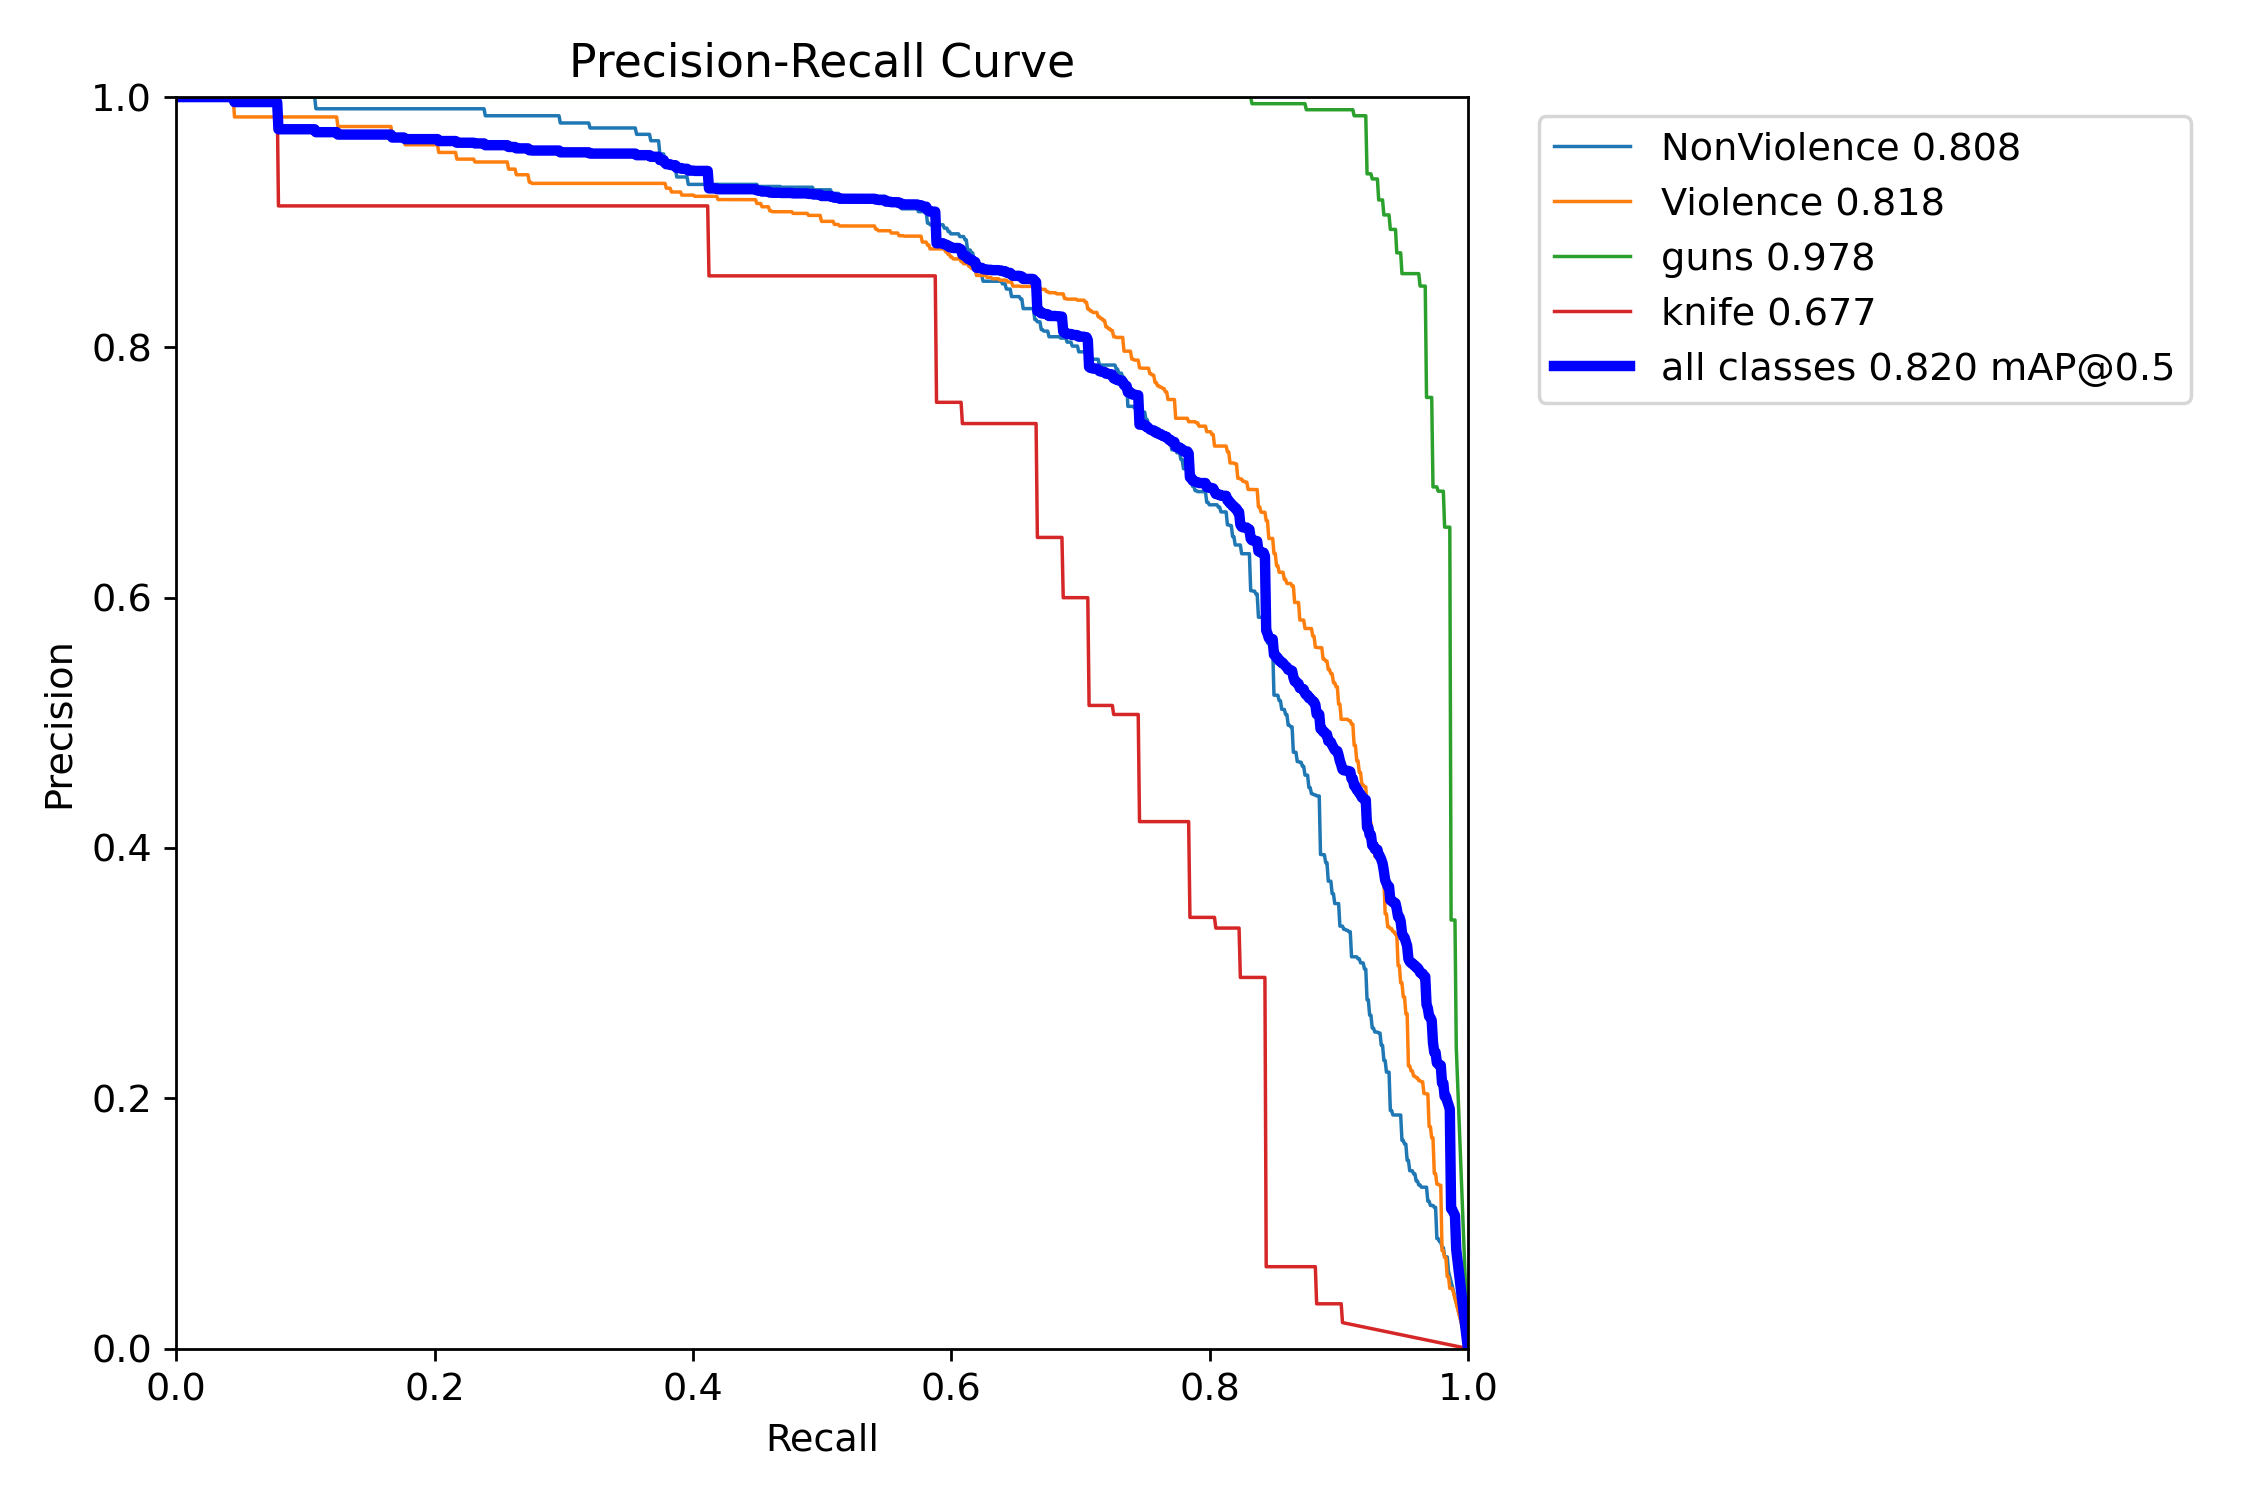 Precision-Recall Curve
1.0
0.8
0.6
0.4
0.2
0.0
Precision
0.0 0.2 0.4 0.6 0.8 1.0
Recall
NonViolence 0.808
Violence 0.818
guns 0.978
knife 0.677
all classes 0.820 mAP@0.5